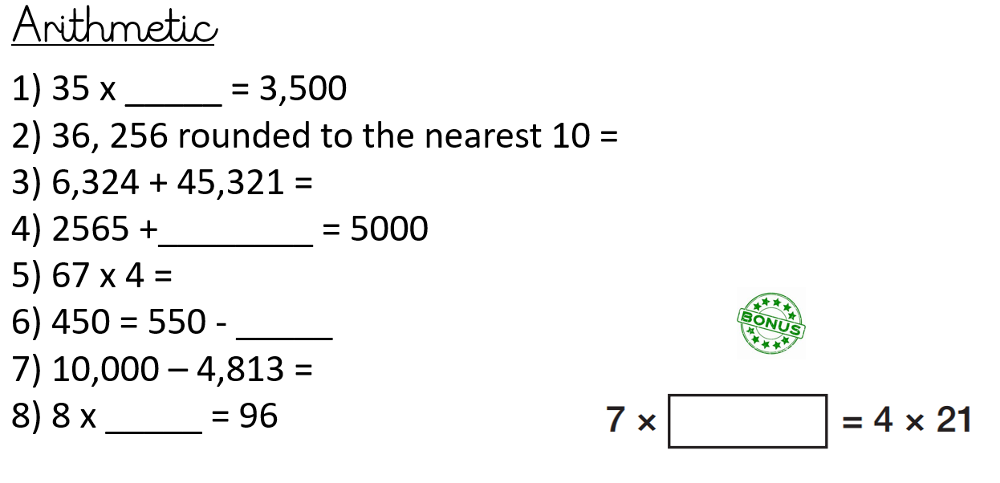 Arithmetic
1) 35 x _____ = 3,500
2) 36, 256 rounded to the nearest 10 =
3) 6,324 + 45,321 =
4) 2565 +________ = 5000
5) 67 x 4 =
6) 450 = 550 - _____
7) 10,000 – 4,813 =
8) 8 x _____ = 96
BONUS
7 × = 4 × 21